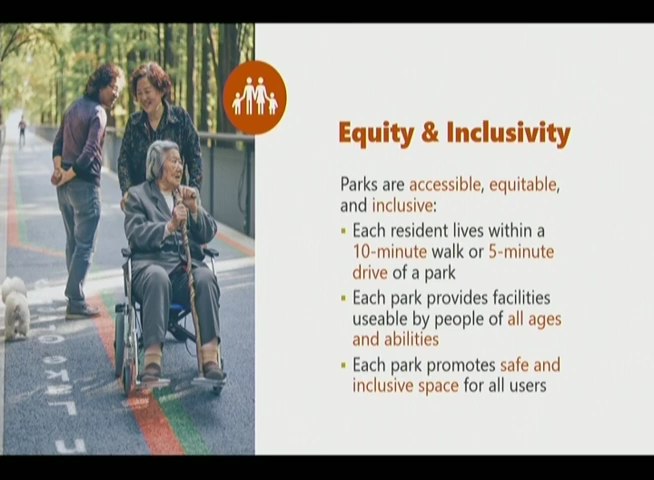 Equity & Inclusivity
Parks are accessible, equitable,
and inclusive:
▪ Each resident lives within a
10-minute walk or 5-minute
drive of a park
▪ Each park provides facilities
useable by people of all ages
and abilities
▪ Each park promotes safe and
inclusive space for all users